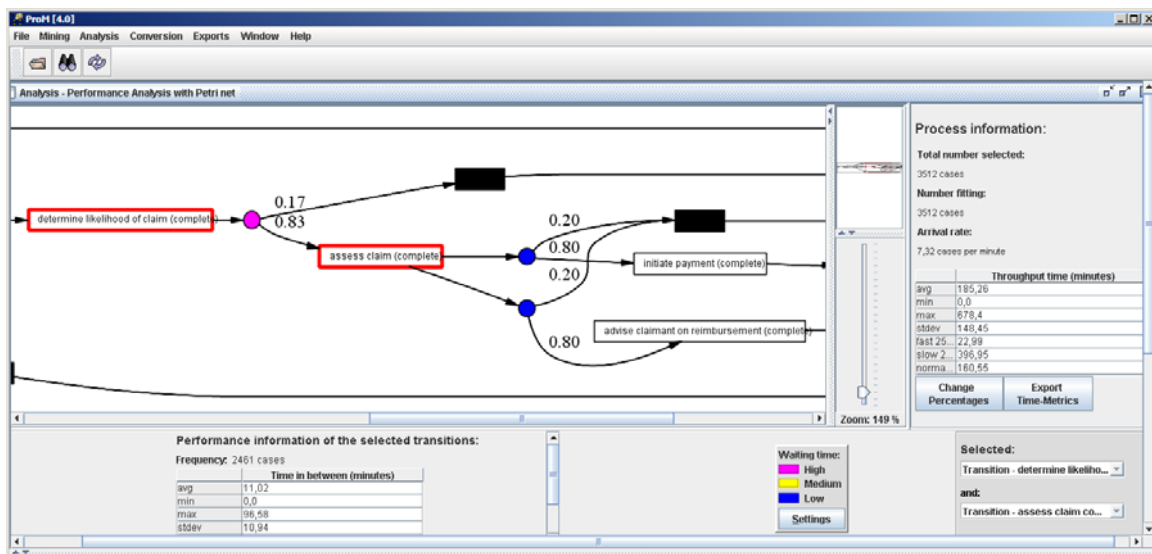 ProM [4.0]
File Mining Analysis Conversion Exports Window Help
Analysis - Performance Analysis with Petri net
0.17
0.83
determine likelihood of claim (complete)
assess claim (complete)
0.20
0.80
0.20
0.80
initiate payment (complete)
advise claimant on reimbursement (complete)
Zoom: 149 %
Process information:
Total number selected:
3512 cases
Number fitting:
3512 cases
Arrival rate:
7,32 cases per minute
Throughput time (minutes)
avg 185,26
min 0,0
max 678,4
stdev 148,45
fast 25... 22,99
slow 2... 396,95
norma... 160,55
Change Percentages
Export Time-Metrics
Performance information of the selected transitions:
Frequency: 2461 cases
Time in between (minutes)
avg 11,02
min 0,0
max 96,58
stdev 10,94
Waiting time:
High
Medium
Low
Settings
Selected:
Transition - determine likeliho...
and:
Transition - assess claim co...